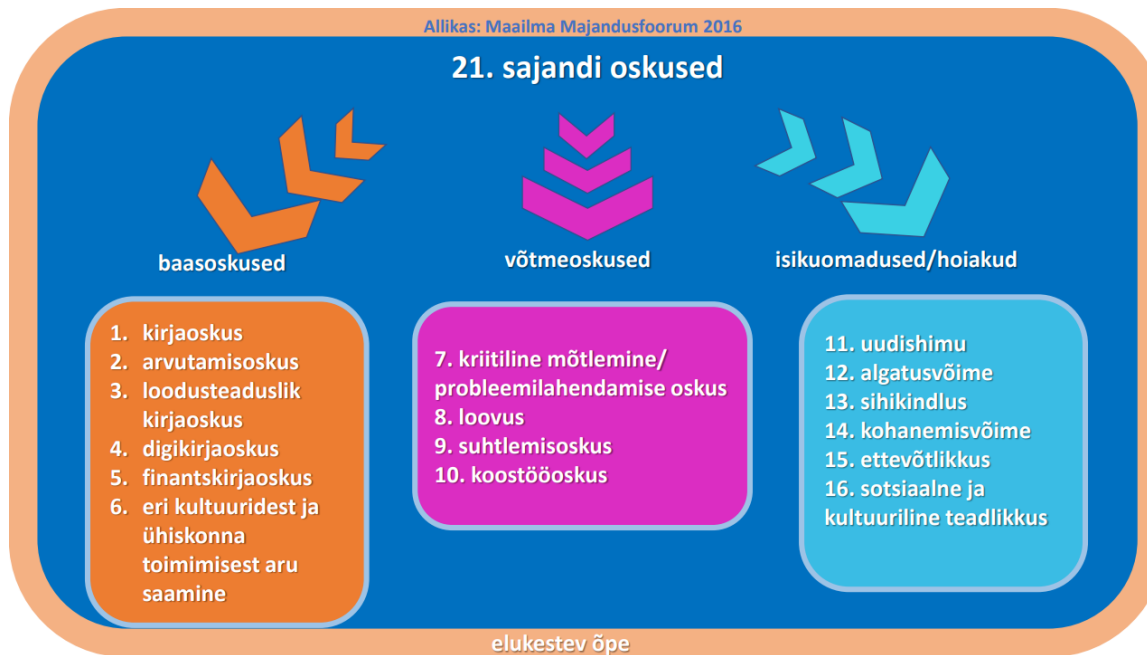 Allikas: Maailma Majandusfoorum 2016
21. sajandi oskused
baasoskused
võtmeoskused
isikuomadused/hoiakud
1. kirjaoskus
2. arvutamisoskus
3. loodusteaduslik
kirjaoskus
4. digikirjaoskus
5. finantskirjaoskus
6. eri kultuuridest ja
ühiskonna
toimimisest aru
saamine
7. kriitiline mõtlemine/
probleemilahendamise oskus
8. loovus
9. suhtlemisoskus
10. koostööoskus
11. uudishimu
12. algatusvõime
13. sihikindlus
14. kohanemisvõime
15. ettevõtlikkus
16. sotsiaalne ja
kultuuriline teadlikkus
elukestev õpe